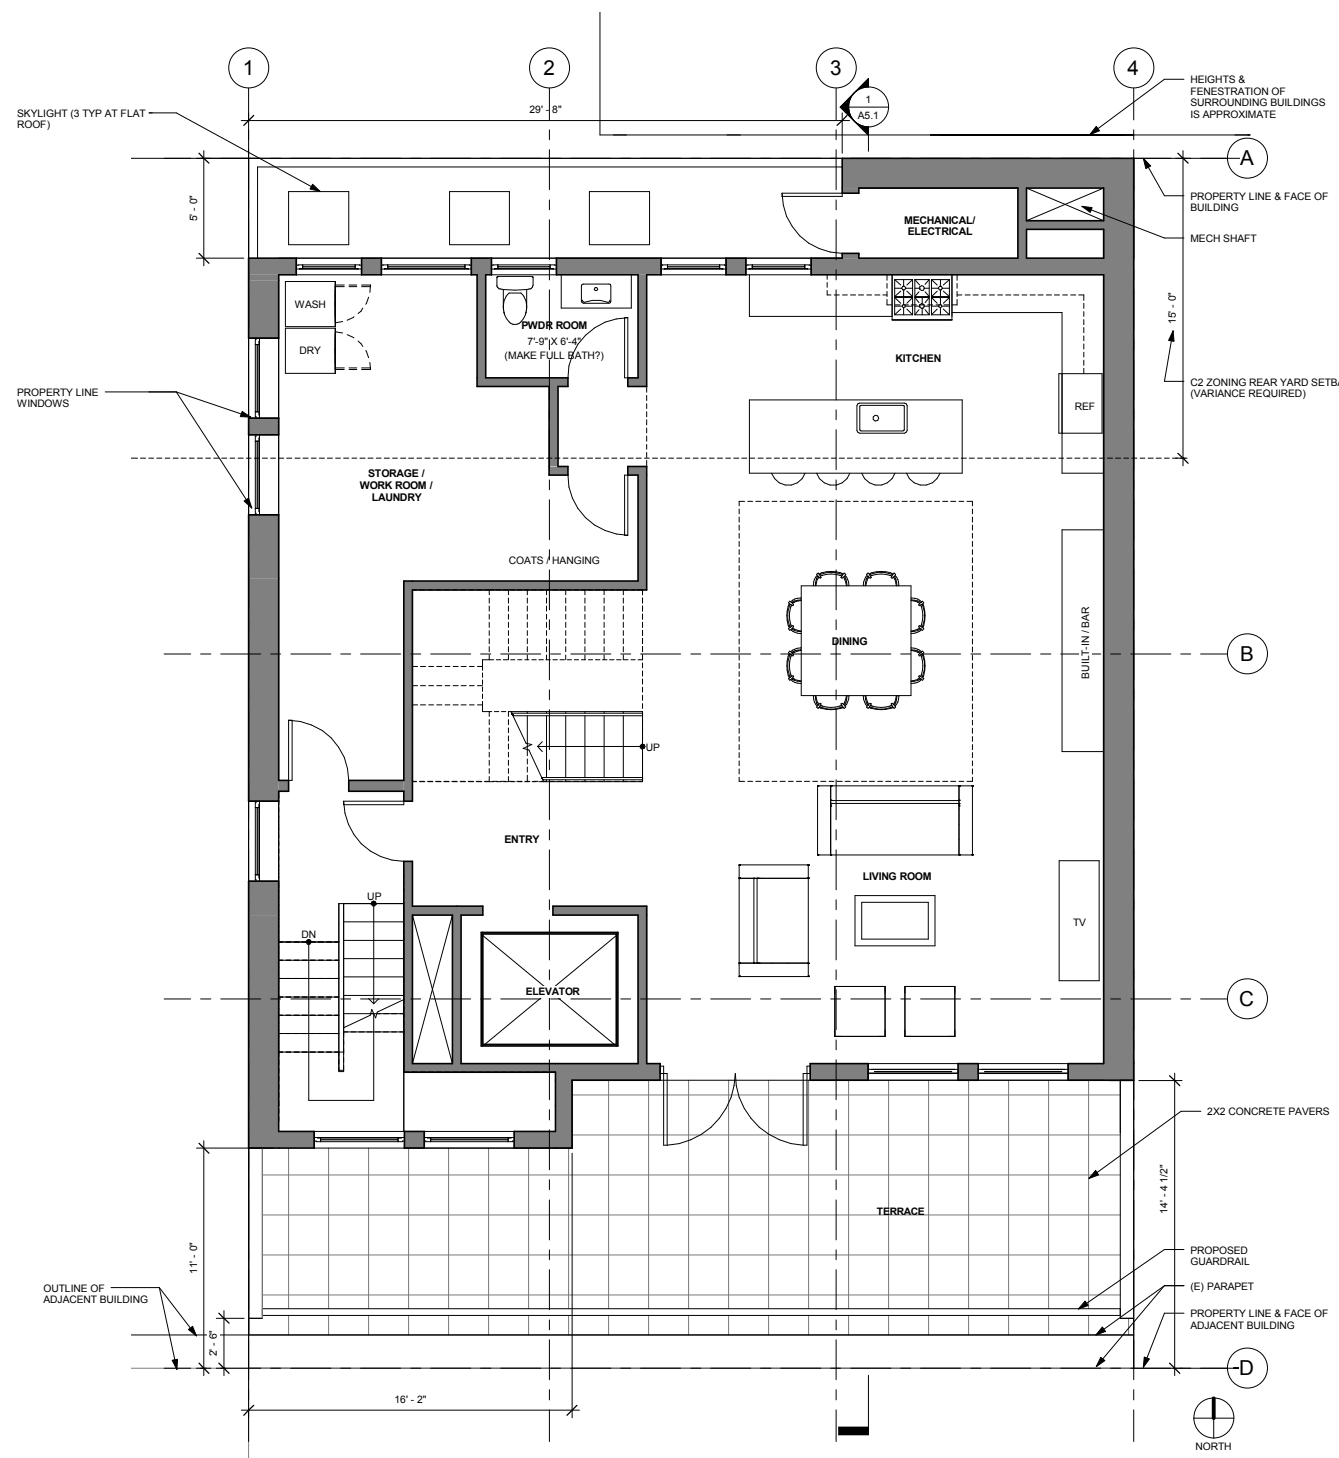 1
2
3
4
HEIGHTS &
FENESTRATION OF
SURROUNDING BUILDINGS
IS APPROXIMATE
SKYLIGHT (3 TYP AT FLAT
ROOF)
29' - 8"
1
A5.1
A
5' - 0"
PROPERTY LINE & FACE OF
BUILDING
MECHANICAL/
ELECTRICAL
MECH SHAFT
WASH
DRY
PWDR ROOM
7'-9" X 6'-4"
(MAKE FULL BATH?)
15' - 0"
KITCHEN
C2 ZONING REAR YARD SETBA
(VARIANCE REQUIRED)
PROPERTY LINE
WINDOWS
REF
STORAGE /
WORK ROOM /
LAUNDRY
COATS / HANGING
DINING
BUILT-IN / BAR
B
UP
ENTRY
LIVING ROOM
UP
DN
TV
ELEVATOR
C
2X2 CONCRETE PAVERS
14' - 4 1/2"
TERRACE
11' - 0"
PROPOSED
GUARDRAIL
(E) PARAPET
OUTLINE OF
ADJACENT BUILDING
PROPERTY LINE & FACE OF
ADJACENT BUILDING
2' - 6"
D
16' - 2"
NORTH